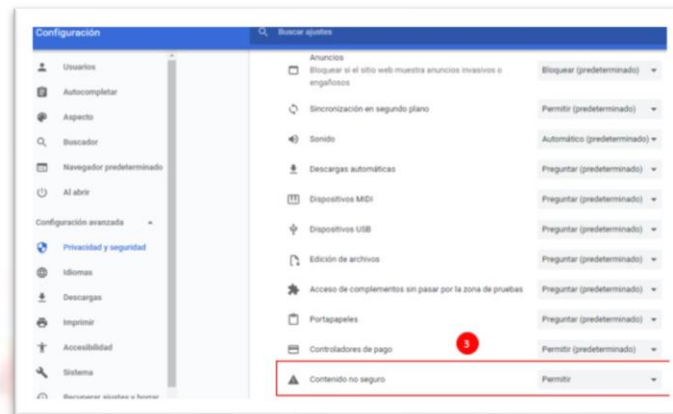 Configuración
Buscar ajustes
Usuarios
Autocompletar
Aspecto
Buscador
Navegador predeterminado
Al abrir
Configuración avanzada
Privacidad y seguridad
Idiomas
Descargas
Imprimir
Accesibilidad
Sistema
Recuperar ajustes y borrar
Anuncios
Bloquear si el sitio web muestra anuncios invasivos o
engañosos
Bloquear (predeterminado)
Sincronización en segundo plano
Permitir (predeterminado)
Sonido
Automático (predeterminado)
Descargas automáticas
Preguntar (predeterminado)
Dispositivos MIDI
Preguntar (predeterminado)
Dispositivos USB
Preguntar (predeterminado)
Edición de archivos
Preguntar (predeterminado)
Acceso de complementos sin pasar por la zona de pruebas
Preguntar (predeterminado)
Portapapeles
Preguntar (predeterminado)
3
Controladores de pago
Permitir (predeterminado)
Contenido no seguro
Permitir